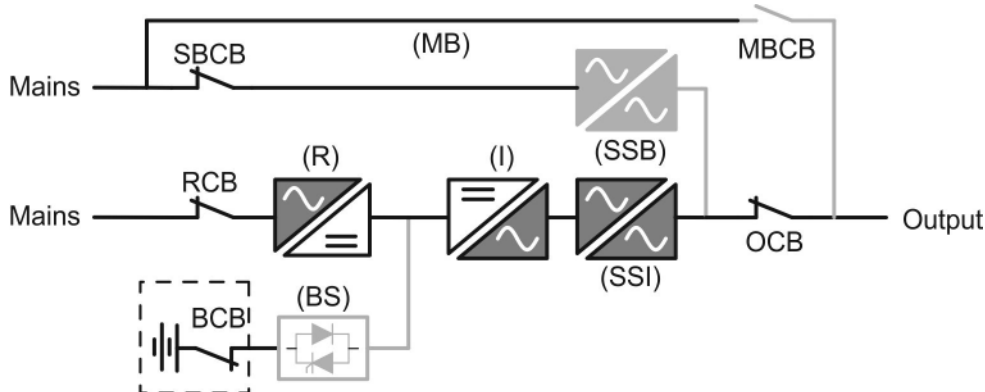 (MB)
MBCB
SBCB
Mains
(SSB)
(R)
(I)
RCB
Mains
Output
OCB
(SSI)
(BS)
BCB